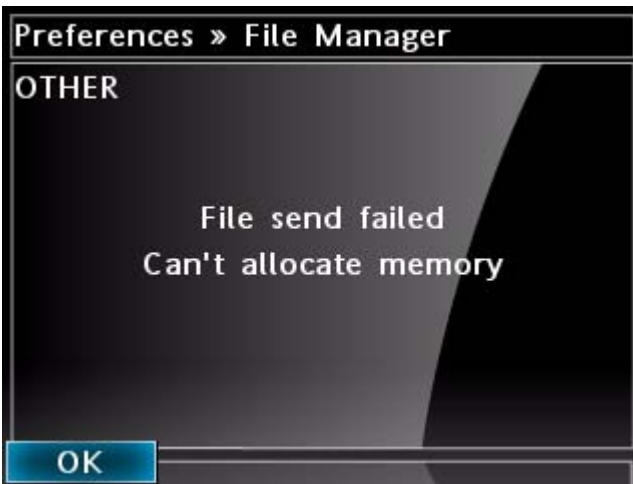 Preferences » File Manager
OTHER
File send failed
Can't allocate memory
OK